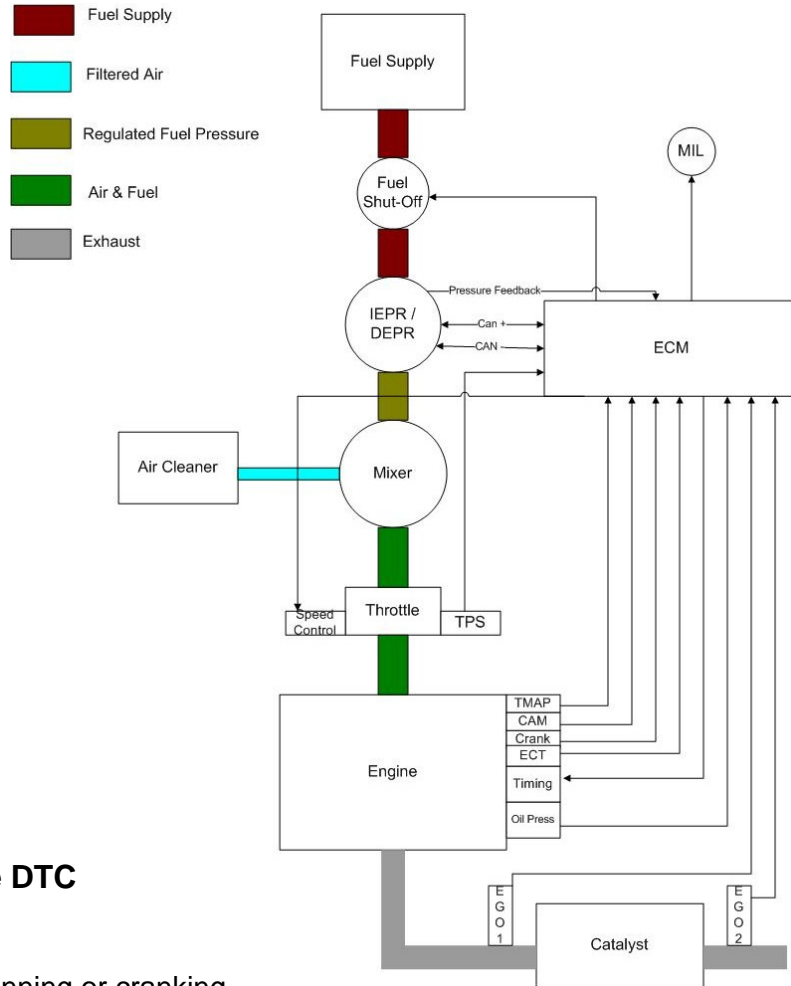 Fuel Supply
Filtered Air
Regulated Fuel Pressure
Air & Fuel
Exhaust
Fuel Supply
Fuel
Shut-Off
MIL
IEPR /
DEPR
Pressure Feedback
Can +
CAN -
ECM
Air Cleaner
Mixer
Speed
Control
Throttle
TPS
Engine
TMAP
CAM
Crank
ECT
Timing
Oil Press
E
G
O
1
Catalyst
E
G
O
2
DTC
or cranking